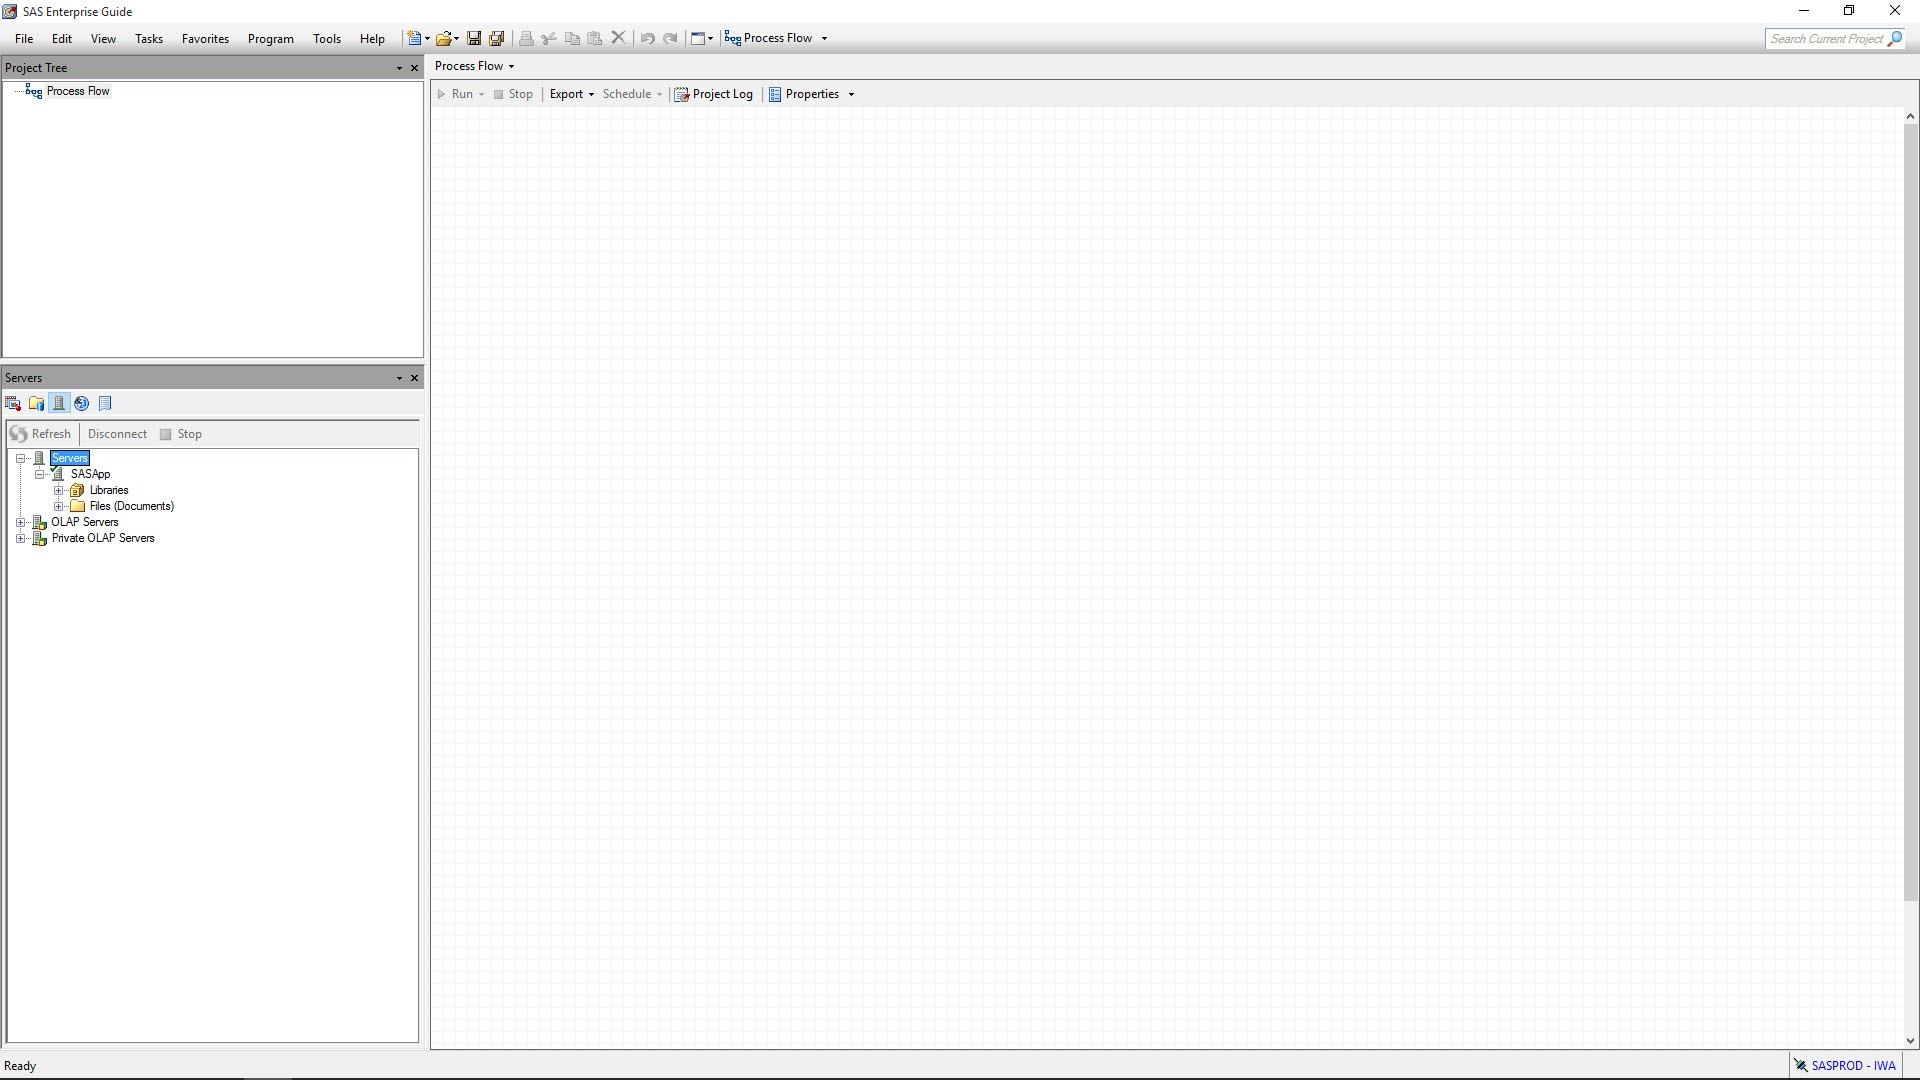 SAS Enterprise Guide
File Edit View Tasks Favorites Program Tools Help Process Flow Search Current Project
Project Tree
Process Flow
Process Flow
Run Stop Export Schedule Project Log Properties
Servers
Refresh Disconnect Stop
Servers
SASApp
Libraries
Files (Documents)
OLAP Servers
Private OLAP Servers
Ready
SASPROD - IWA